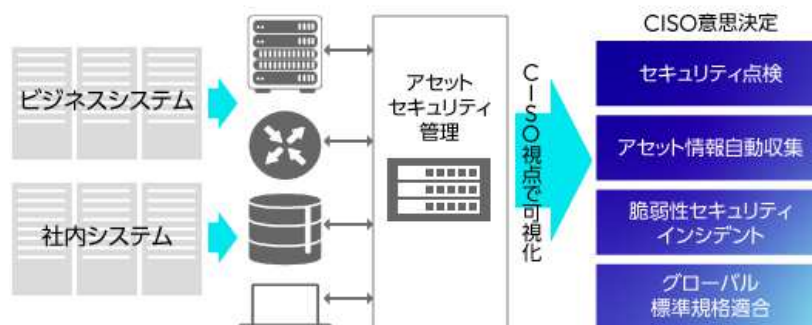 ビジネスシステム
社内システム
アセット
セキュリティ
管理
CISO視点で可視化
CISO意思決定
セキュリティ点検
アセット情報自動収集
脆弱性セキュリティ
インシデント
グローバル
標準規格適合